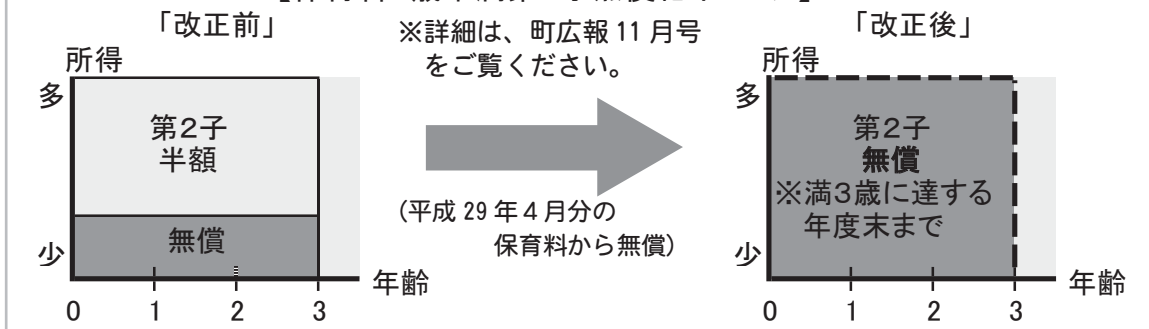 「改正前」
※詳細は、町広報11月号
をご覧ください。
「改正後」
所得
多
第2子
半額
無償
少
年齢
0 1 2 3
(平成29年4月分の
保育料から無償)
所得
多
第2子
無償
※満3歳に達する
年度末まで
少
年齢
0 1 2 3